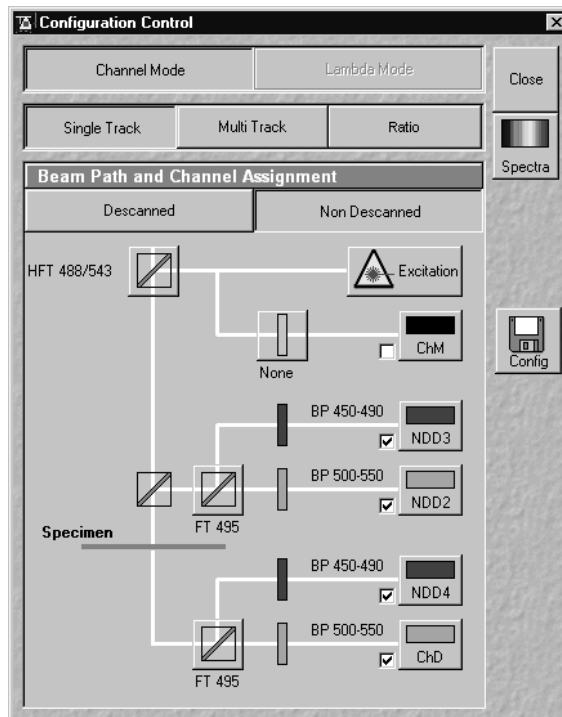 Configuration Control
Channel Mode
Lambda Mode
Close
Single Track
Multi Track
Ratio
Spectra
Beam Path and Channel Assignment
Descanned
Non Descanned
HFT 488/543
Excitation
ChM
None
Config
BP 450-490
NDD3
BP 500-550
NDD2
FT 495
Specimen
BP 450-490
NDD4
BP 500-550
ChD
FT 495